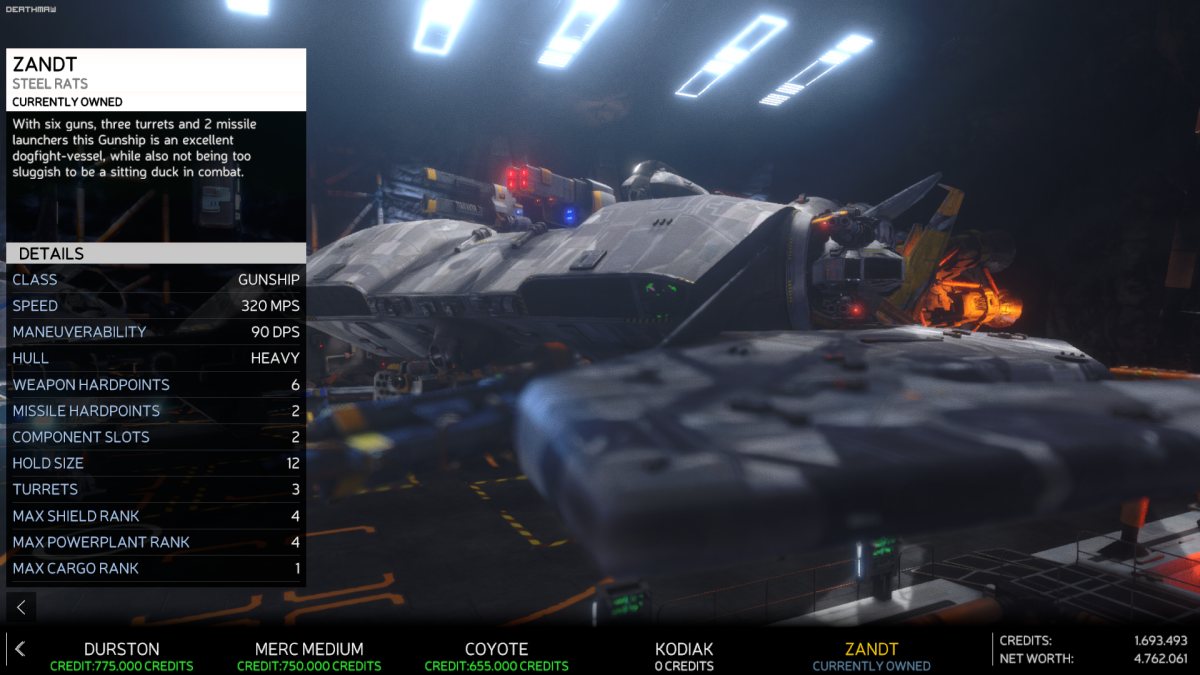 DEATHMAW
ZANDT
STEEL RATS
CURRENTLY OWNED
With six guns, three turrets and 2 missile
launchers this Gunship is an excellent
dogfight-vessel, while also not being too
sluggish to be a sitting duck in combat.
DETAILS
CLASS GUNSHIP
SPEED 320 MPS
MANEUVERABILITY 90 DPS
HULL HEAVY
WEAPON HARDPOINTS 6
MISSILE HARDPOINTS 2
COMPONENT SLOTS 2
HOLD SIZE 12
TURRETS 3
MAX SHIELD RANK 4
MAX POWERPLANT RANK 4
MAX CARGO RANK 1
DURSTON MERC MEDIUM COYOTE KODIAK ZANDT
CREDIT:775.000 CREDITS CREDIT:750.000 CREDITS CREDIT:655.000 CREDITS 0 CREDITS CURRENTLY OWNED
CREDITS: 1.693.493
NET WORTH: 4.762.061